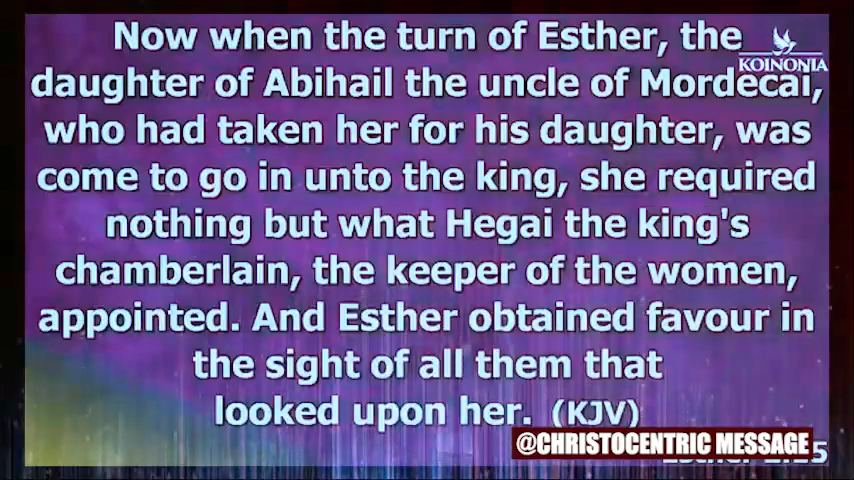 Now when the turn of Esther, the
KOINONIA
daughter of Abihail the uncle of Mordecai,
who had taken her for his daughter, was
come to go in unto the king, she required
nothing but what Hegai the king's
chamberlain, the keeper of the women,
appointed. And Esther obtained favour in
the sight of all them that
looked upon her. (KJV)
@CHRISTOCENTRIC MESSAGE